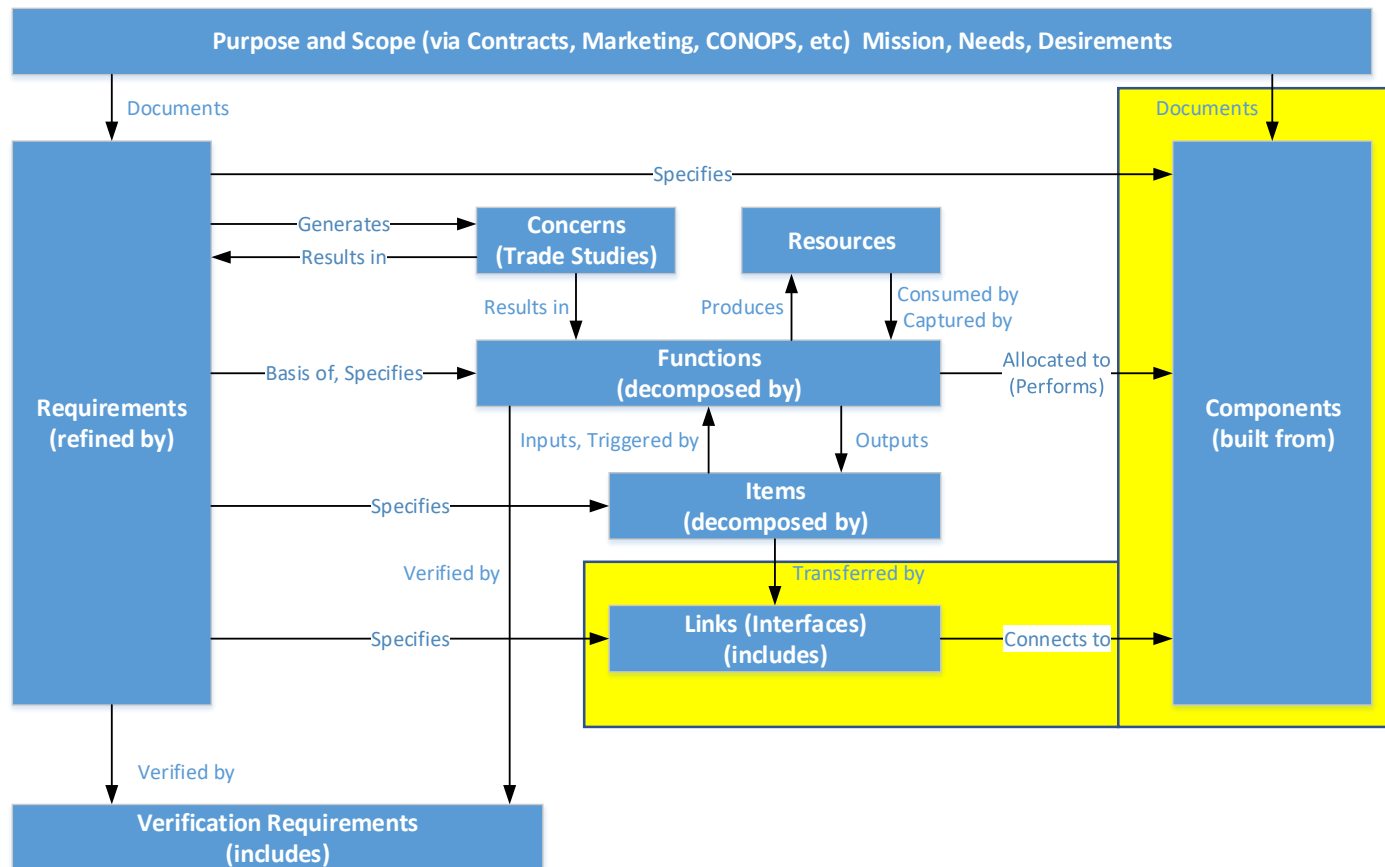 Purpose and Scope (via Contracts, Marketing, CONOPS, etc)  Mission, Needs, Desirements
Documents
Documents
Specifies
Generates
Concerns
(Trade Studies)
Resources
Results in
Results in
Produces
Consumed by
Captured by
Functions
(decomposed by)
Basis of, Specifies
Allocated to
(Performs)
Requirements
(refined by)
Components
(built from)
Inputs, Triggered by
Outputs
Items
(decomposed by)
Specifies
Verified by
Transferred by
Links (Interfaces)
(includes)
Specifies
Connects to
Verified by
Verification Requirements
(includes)